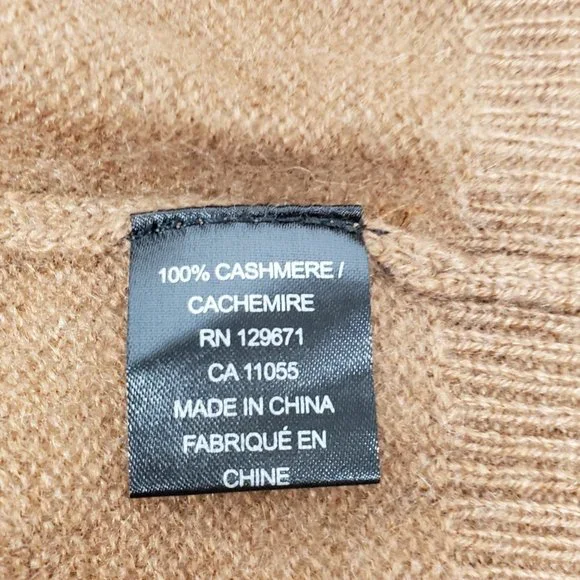 100% CASHMERE /
CACHEMIRE
RN 129671
CA 11055
MADE IN CHINA
FABRIQUÉ EN
CHINE